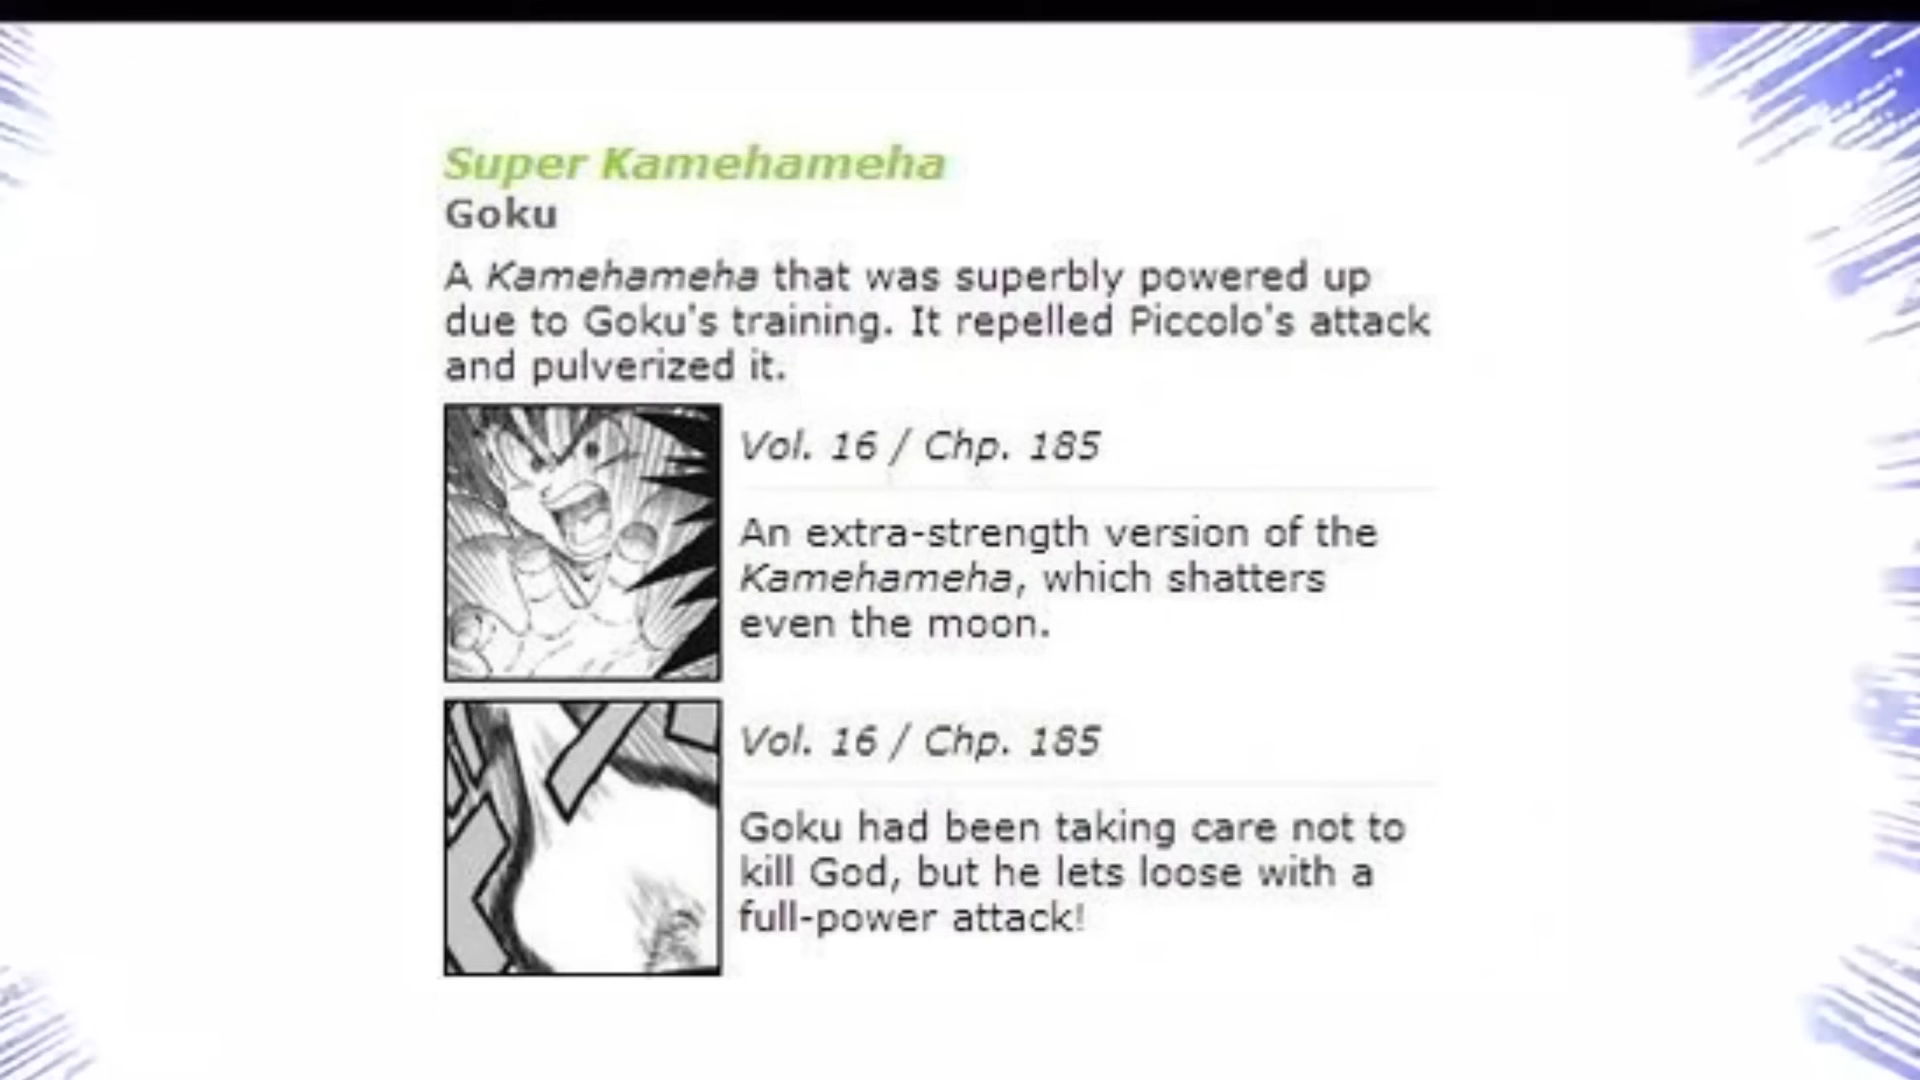 Super Kamehameha
Goku
A Kamehameha that was superbly powered up
due to Goku's training. It repelled Piccolo's attack
and pulverized it.
Vol. 16 / Chp. 185
An extra-strength version of the
Kamehameha, which shatters
even the moon.
Vol. 16 / Chp. 185
Goku had been taking care not to
kill God, but he lets loose with a
full-power attack!